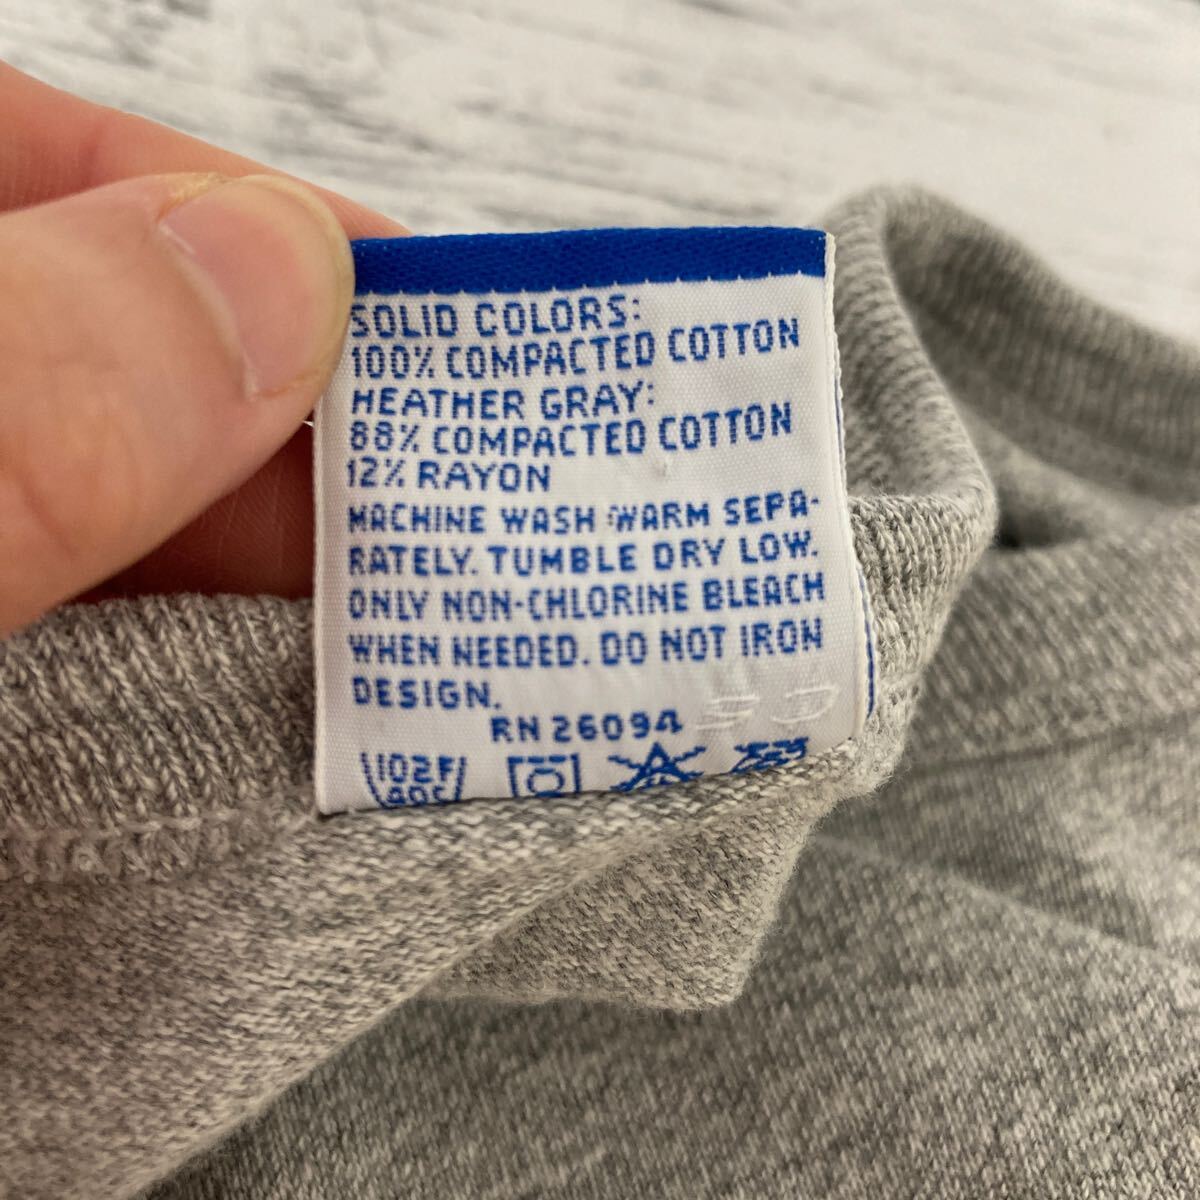 SOLID COLORS:
100% COMPACTED COTTON
HEATHER GRAY:
88% COMPACTED COTTON
12% RAYON
MACHINE WASH WARM SEPA-
RATELY. TUMBLE DRY LOW.
ONLY NON-CHLORINE BLEACH
WHEN NEEDED. DO NOT IRON
DESIGN.
RN 26094
102F